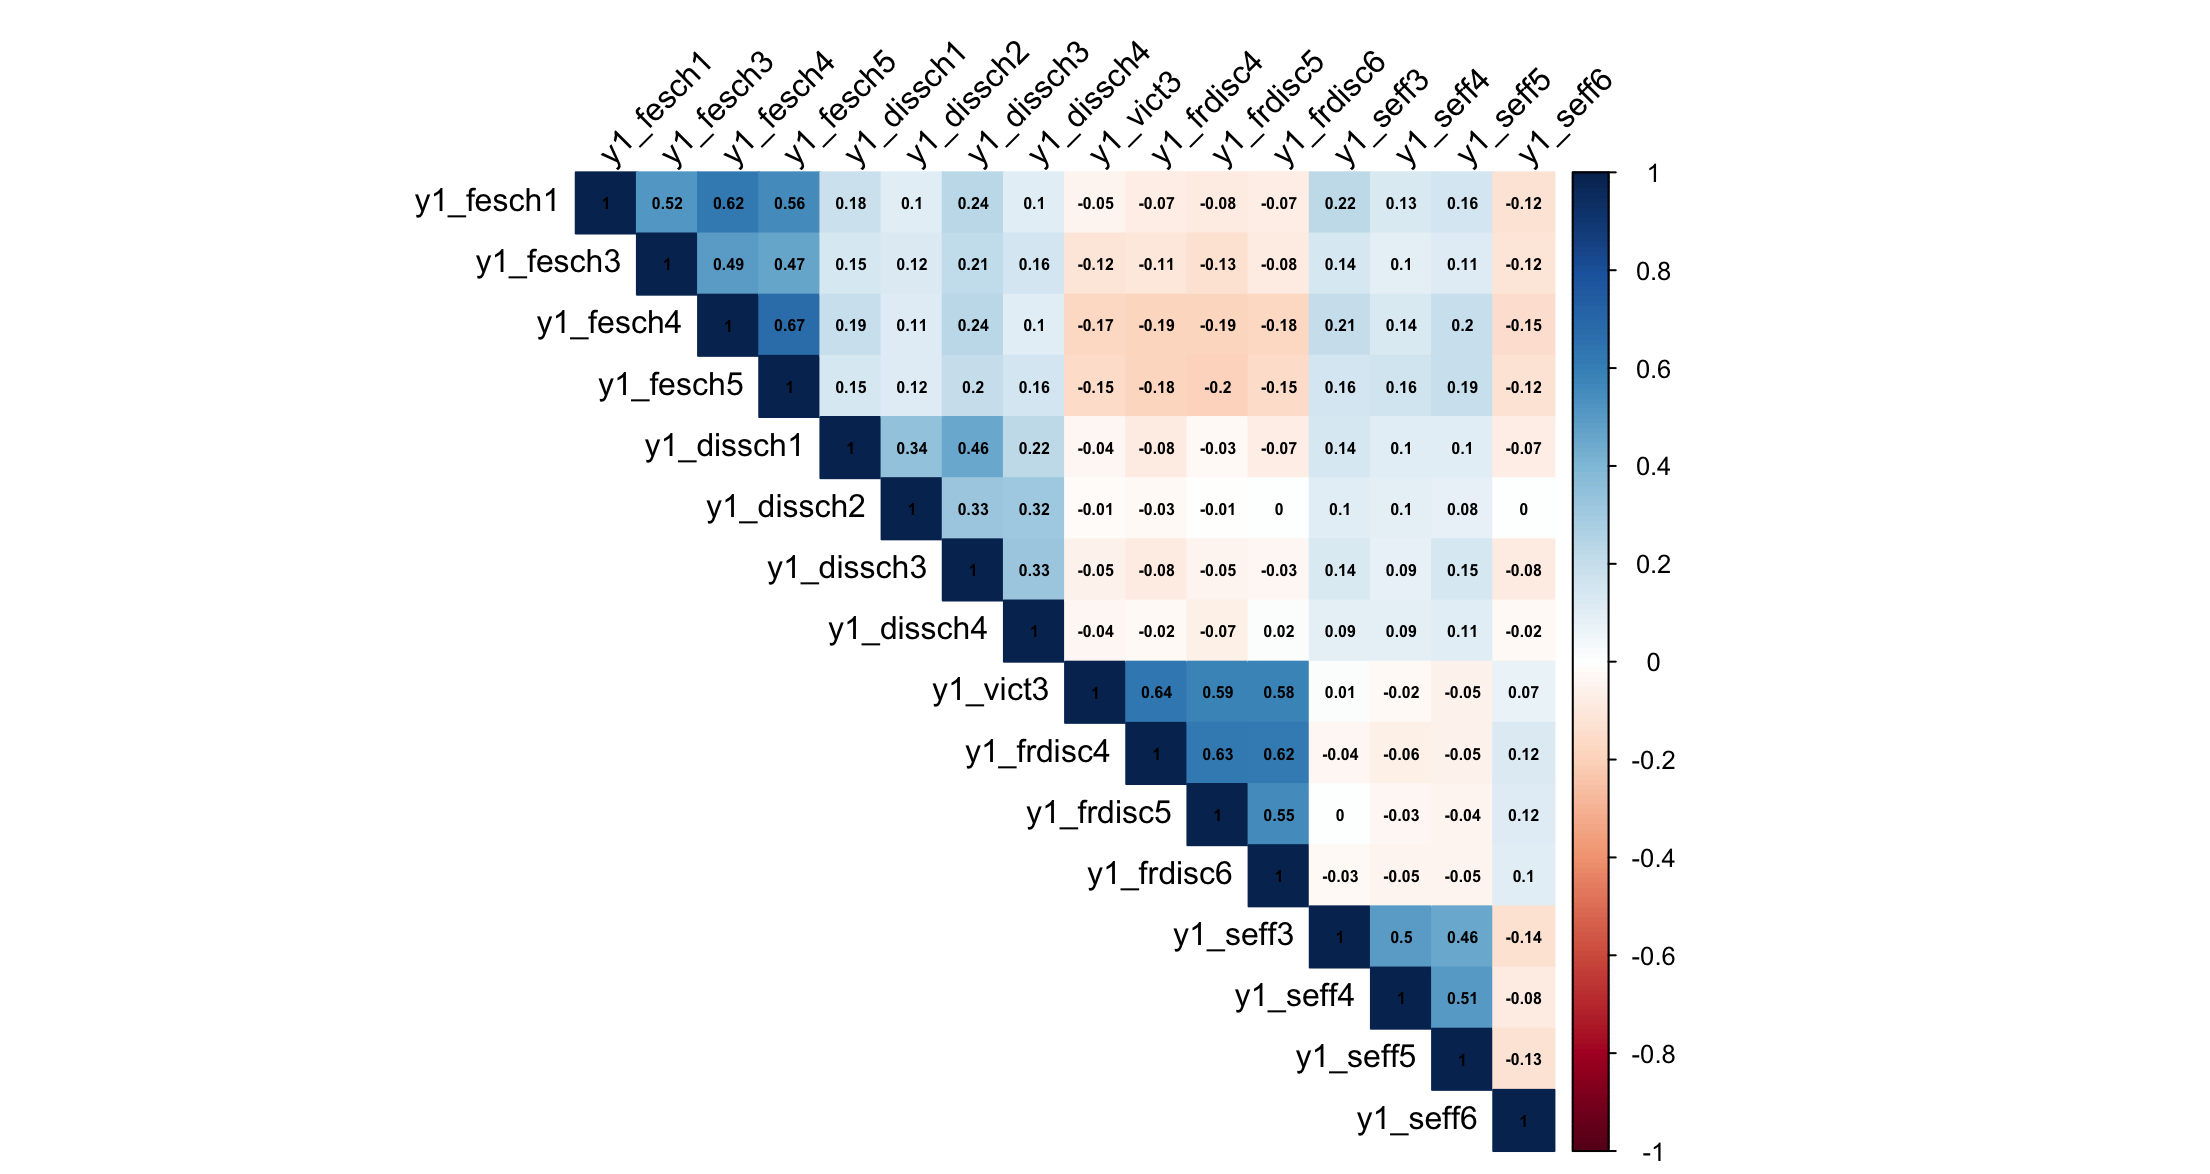 y1_fesch1 y1_fesch3 y1_fesch4 y1_fesch5 y1_dissch1 y1_dissch2 y1_dissch3 y1_dissch4 y1_vict3 y1_frdisc4 y1_frdisc5 y1_frdisc6 y1_seff3 y1_seff4 y1_seff5 y1_seff6
y1_fesch1 1 0.52 0.62 0.56 0.18 0.1 0.24 0.1 -0.05 -0.07 -0.08 -0.07 0.22 0.13 0.16 -0.12
y1_fesch3 1 0.49 0.47 0.15 0.12 0.21 0.16 -0.12 -0.11 -0.13 -0.08 0.14 0.1 0.11 -0.12
y1_fesch4 1 0.67 0.19 0.11 0.24 0.1 -0.17 -0.19 -0.19 -0.18 0.21 0.14 0.2 -0.15
y1_fesch5 1 0.15 0.12 0.2 0.16 -0.15 -0.18 -0.2 -0.15 0.16 0.16 0.19 -0.12
y1_dissch1 1 0.34 0.46 0.22 -0.04 -0.08 -0.03 -0.07 0.14 0.1 0.1 -0.07
y1_dissch2 1 0.33 0.32 -0.01 -0.03 -0.01 0 0.1 0.1 0.08 0
y1_dissch3 1 0.33 -0.05 -0.08 -0.05 -0.03 0.14 0.09 0.15 -0.08
y1_dissch4 1 -0.04 -0.02 -0.07 0.02 0.09 0.09 0.11 -0.02
y1_vict3 1 0.64 0.59 0.58 0.01 -0.02 -0.05 0.07
y1_frdisc4 1 0.63 0.62 -0.04 -0.06 -0.05 0.12
y1_frdisc5 1 0.55 0 -0.03 -0.04 0.12
y1_frdisc6 1 -0.03 -0.05 -0.05 0.1
y1_seff3 1 0.5 0.46 -0.14
y1_seff4 1 0.51 -0.08
y1_seff5 1 -0.13
y1_seff6 1
1
0.8
0.6
0.4
0.2
0
-0.2
-0.4
-0.6
-0.8
-1